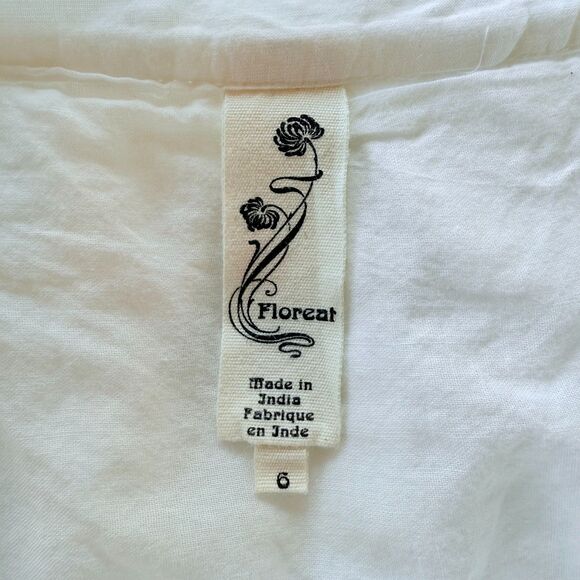 Floreat
Made in
India
Fabrique
en Inde
6